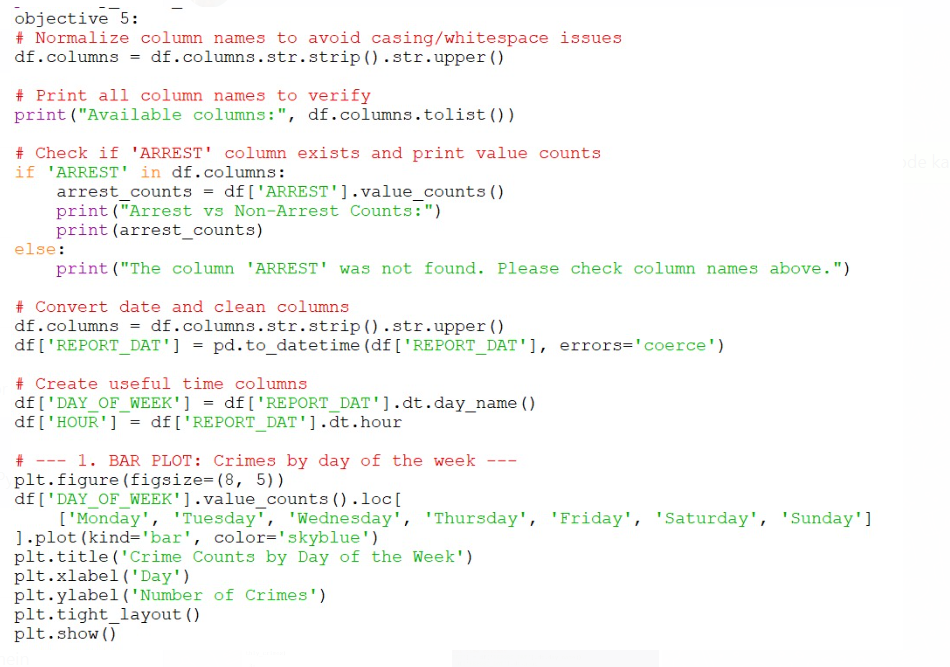 objective 5:
# Normalize column names to avoid casing/whitespace issues
df.columns = df.columns.str.strip().str.upper()
# Print all column names to verify
print("Available columns:", df.columns.tolist())
# Check if 'ARREST' column exists and print value counts
if 'ARREST' in df.columns:
    arrest_counts = df['ARREST'].value_counts()
    print("Arrest vs Non-Arrest Counts:")
    print(arrest_counts)
else:
    print("The column 'ARREST' was not found. Please check column names above.")
# Convert date and clean columns
df.columns = df.columns.str.strip().str.upper()
df['REPORT_DAT'] = pd.to_datetime(df['REPORT_DAT'], errors='coerce')
# Create useful time columns
df['DAY_OF_WEEK'] = df['REPORT_DAT'].dt.day_name()
df['HOUR'] = df['REPORT_DAT'].dt.hour
# --- 1. BAR PLOT: Crimes by day of the week ---
plt.figure(figsize=(8, 5))
df['DAY_OF_WEEK'].value_counts().loc[
    ['Monday', 'Tuesday', 'Wednesday', 'Thursday', 'Friday', 'Saturday', 'Sunday']
].plot(kind='bar', color='skyblue')
plt.title('Crime Counts by Day of the Week')
plt.xlabel('Day')
plt.ylabel('Number of Crimes')
plt.tight_layout()
plt.show()